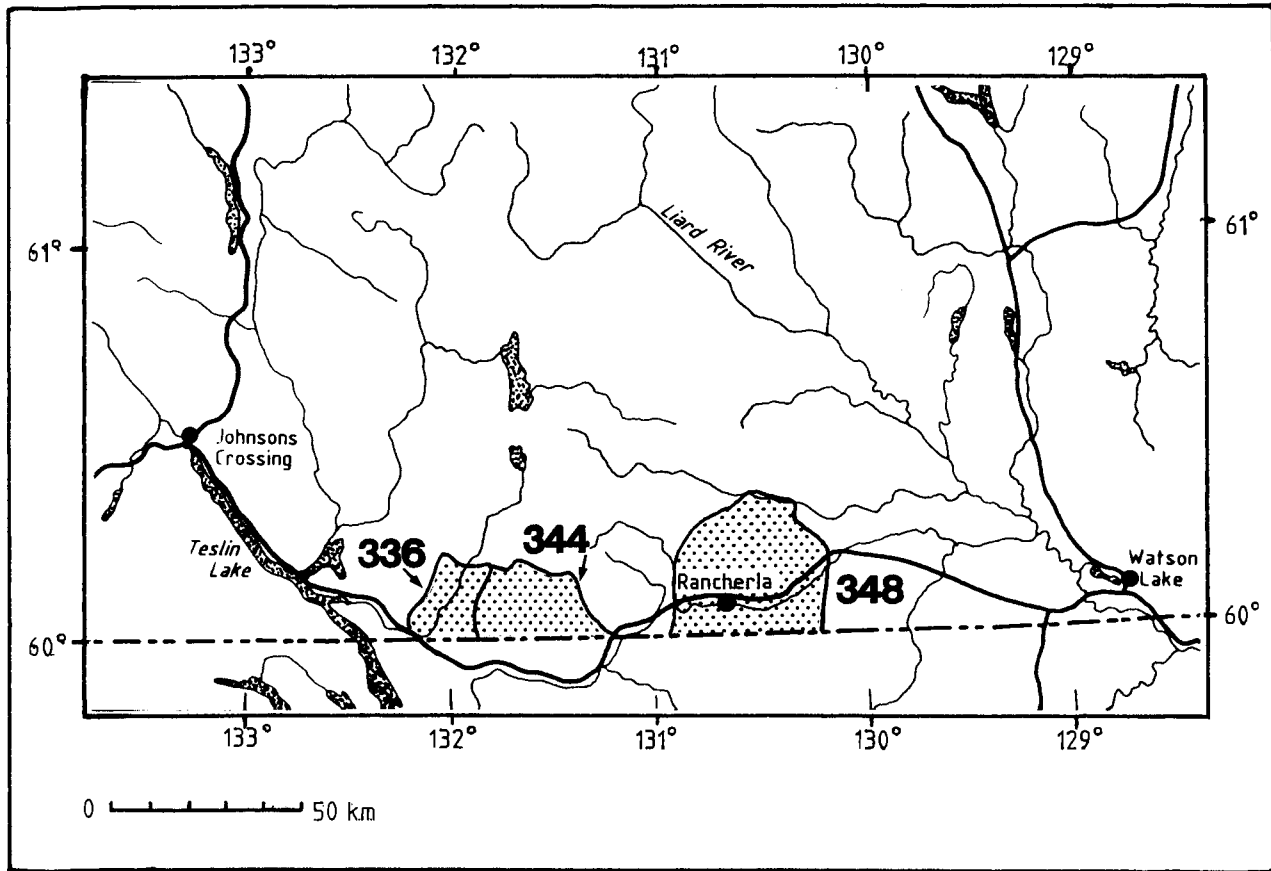 133° 132° 131° 130° 129°
61° 61°
Liard River
Johnsons
Crossing
Teslin
Lake
336 344
Rancherla
348
Watson
Lake
60° 60°
133° 132° 131° 130° 129°
0 50 km